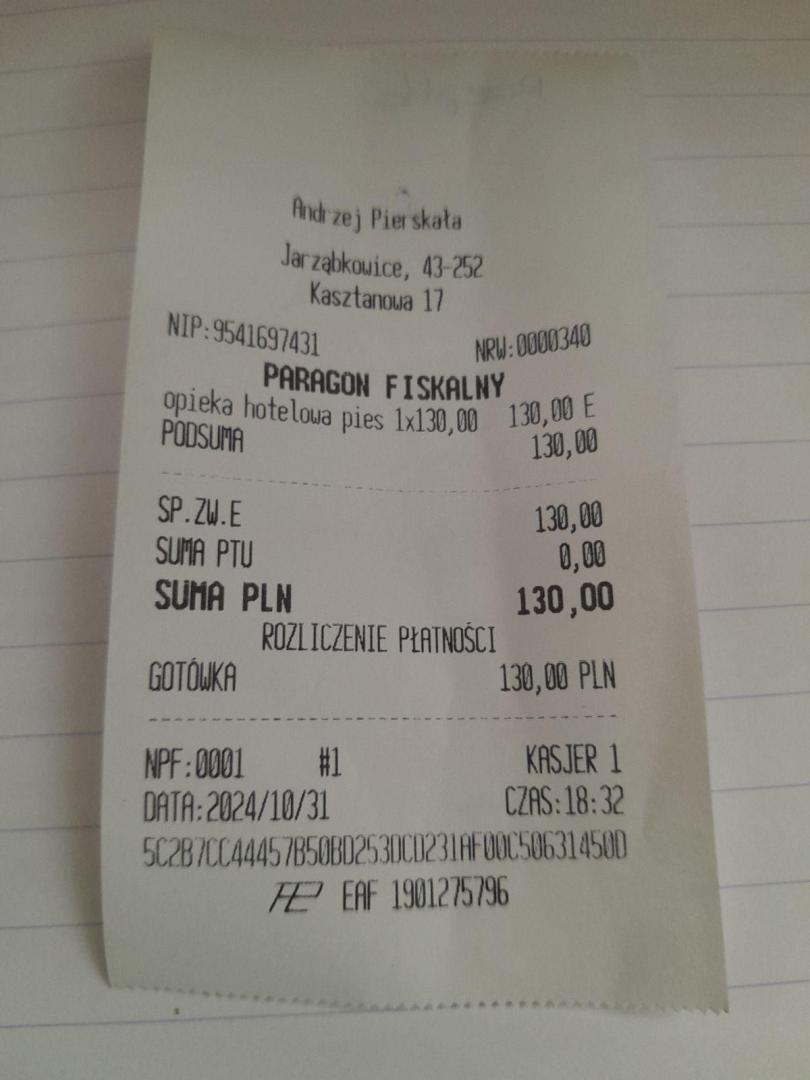 Andrzej Pierskała
Jarząbkowice, 43-252
Kasztanowa 17
NIP:9541697431 NRW:0000340
PARAGON FISKALNY
opieka hotelowa pies 1x130,00 130,00 E
PODSUMA 130,00
SP.ZW.E 130,00
SUMA PTU 0,00
SUMA PLN 130,00
ROZLICZENIE PŁATNOŚCI
GOTÓWKA 130,00 PLN
NPF:0001 #1 KASJER 1
DATA:2024/10/31 CZAS:18:32
5C2B7CC44457B50BD253DCD231AF00C50631450D
EAF 1901275796